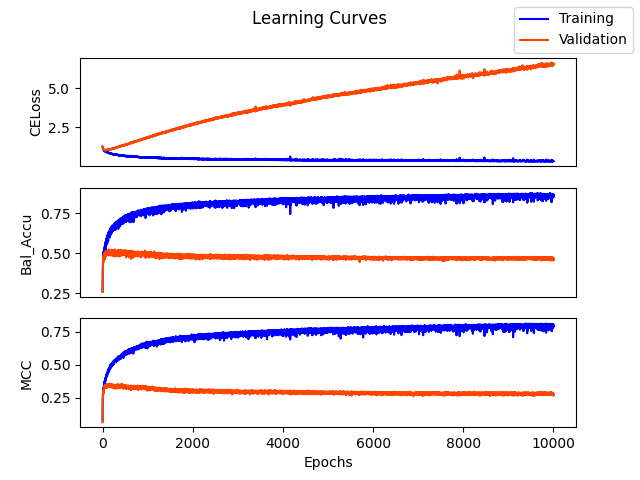 Learning Curves
Training
Validation
CELoss
5.0
2.5
Bal_Accu
0.75
0.50
0.25
MCC
0.75
0.50
0.25
0 2000 4000 6000 8000 10000
Epochs